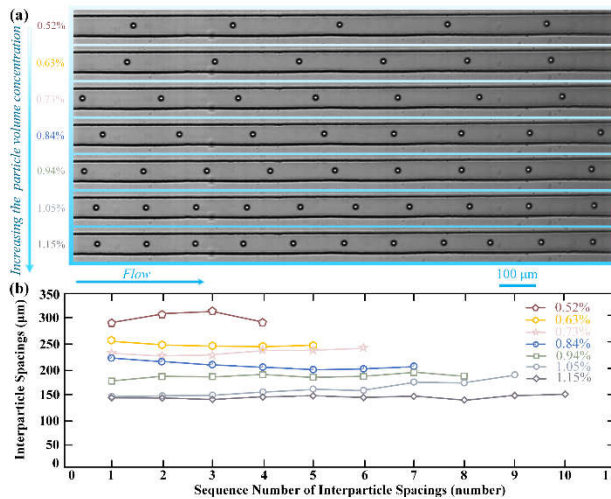 (a)
0.52%
0.63%
0.73%
0.84%
0.94%
1.05%
1.15%
Increasing the particle volume concentration
Flow
100 μm
(b)
350
300
250
200
150
100
50
0
Interparticle Spacings (μm)
0.52%
0.63%
0.73%
0.84%
0.94%
1.05%
1.15%
0 1 2 3 4 5 6 7 8 9 10 11
Sequence Number of Interparticle Spacings (number)